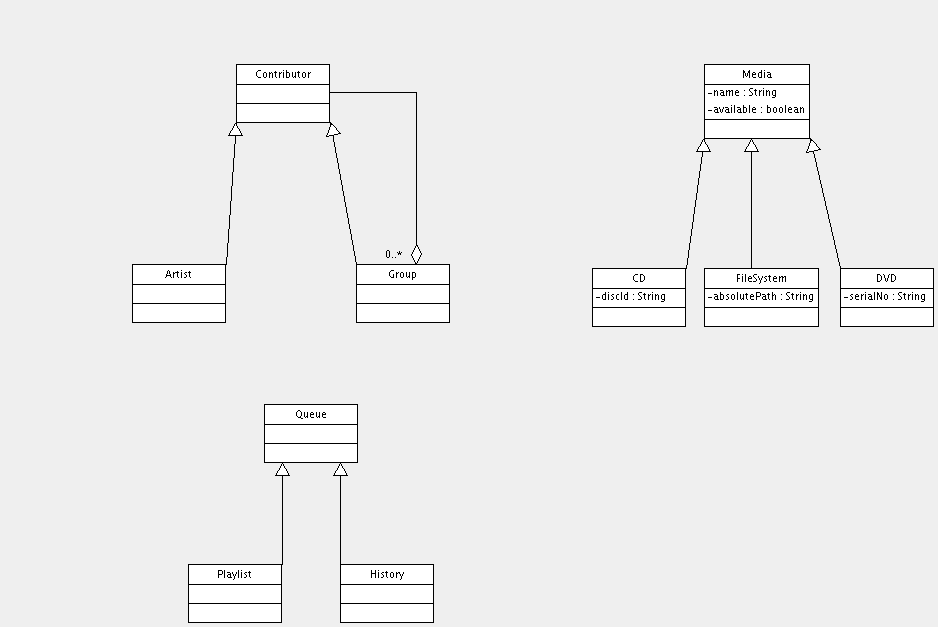 Contributor
Media
-name : String
-available : boolean
0..*
Artist
Group
CD
-discId : String
FileSystem
-absolutePath : String
DVD
-serialNo : String
Queue
Playlist
History